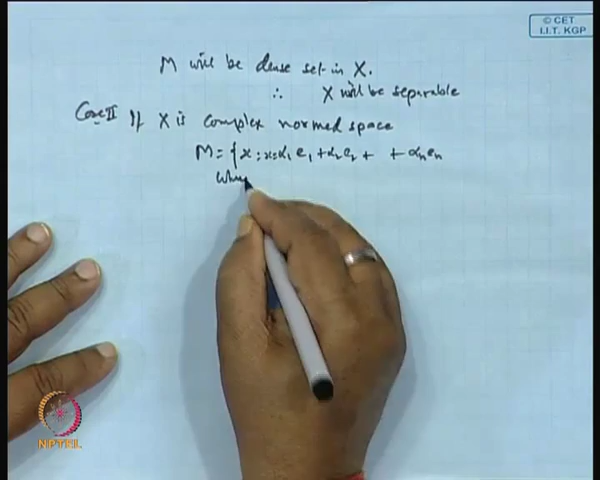 © CET
I.I.T. KGP
M will be dense set in X.
∴ X will be separable
Case II If X is complex normed space
M = { x : x = α₁ e₁ + α₂ e₂ + + αₙ eₙ
Whe
NPTEL